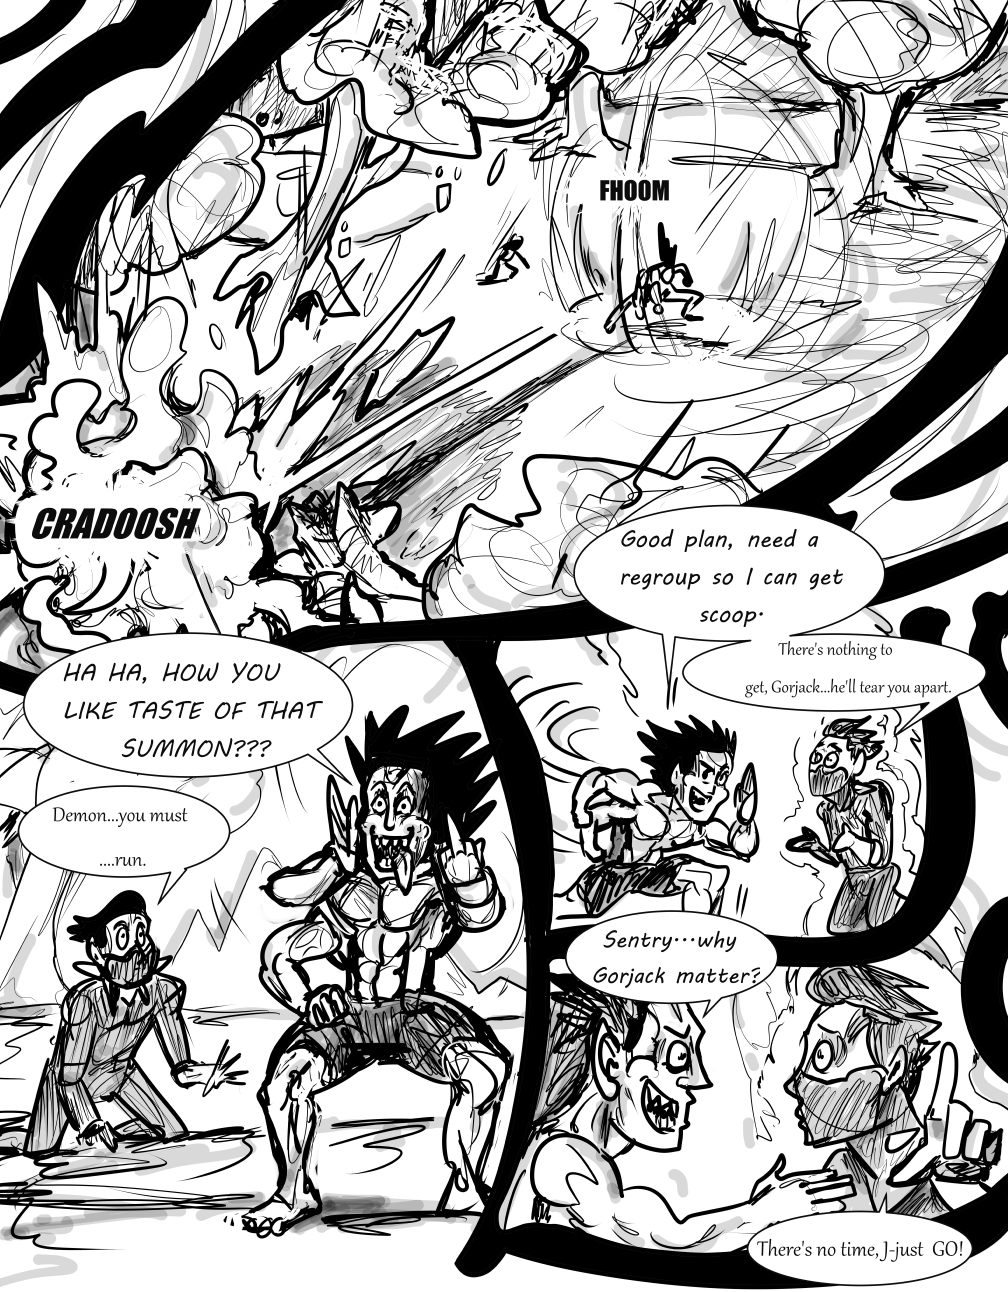 FHOOM
CRADOOSH
HA HA, HOW YOU
LIKE TASTE OF THAT
SUMMON???
Demon...you must
....run.
Good plan, need a
regroup so I can get
scoop.
There's nothing to
get, Gorjack...he'll tear you apart.
Sentry...why
Gorjack matter?
There's no time, J-just GO!